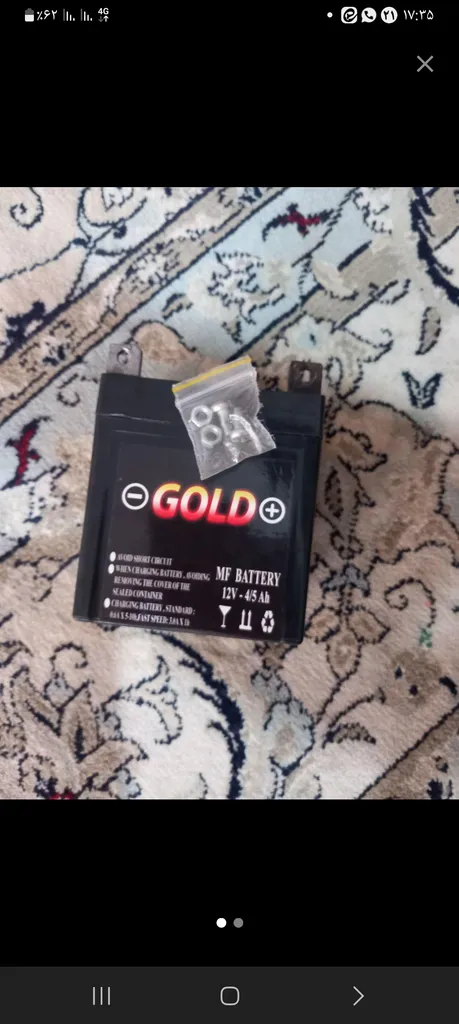 ٪۶۲ 4G ۲۱ ۱۷:۳۵
GOLD
AVOID SHORT CIRCUIT
WHEN CHARGING BATTERY, AVOIDING
REMOVING THE COVER OF THE
SEALED CONTAINER
CHARGING BATTERY, STANDARD:
MF BATTERY
12V - 4/5 Ah